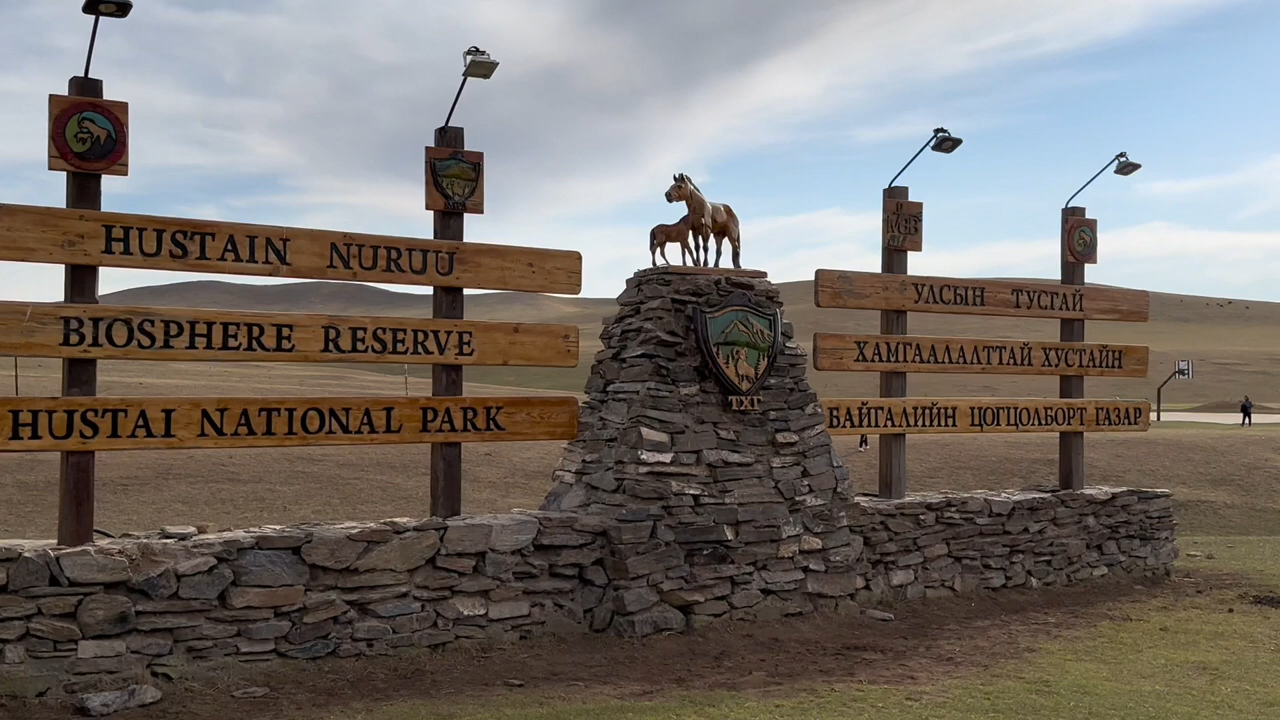 HUSTAIN NURUU
BIOSPHERE RESERVE
HUSTAI NATIONAL PARK
ТХГ
УЛСЫН ТУСГАЙ
ХАМГААЛАЛТТАЙ ХУСТАЙН
БАЙГАЛИЙН ЦОГЦОЛБОРТ ГАЗАР